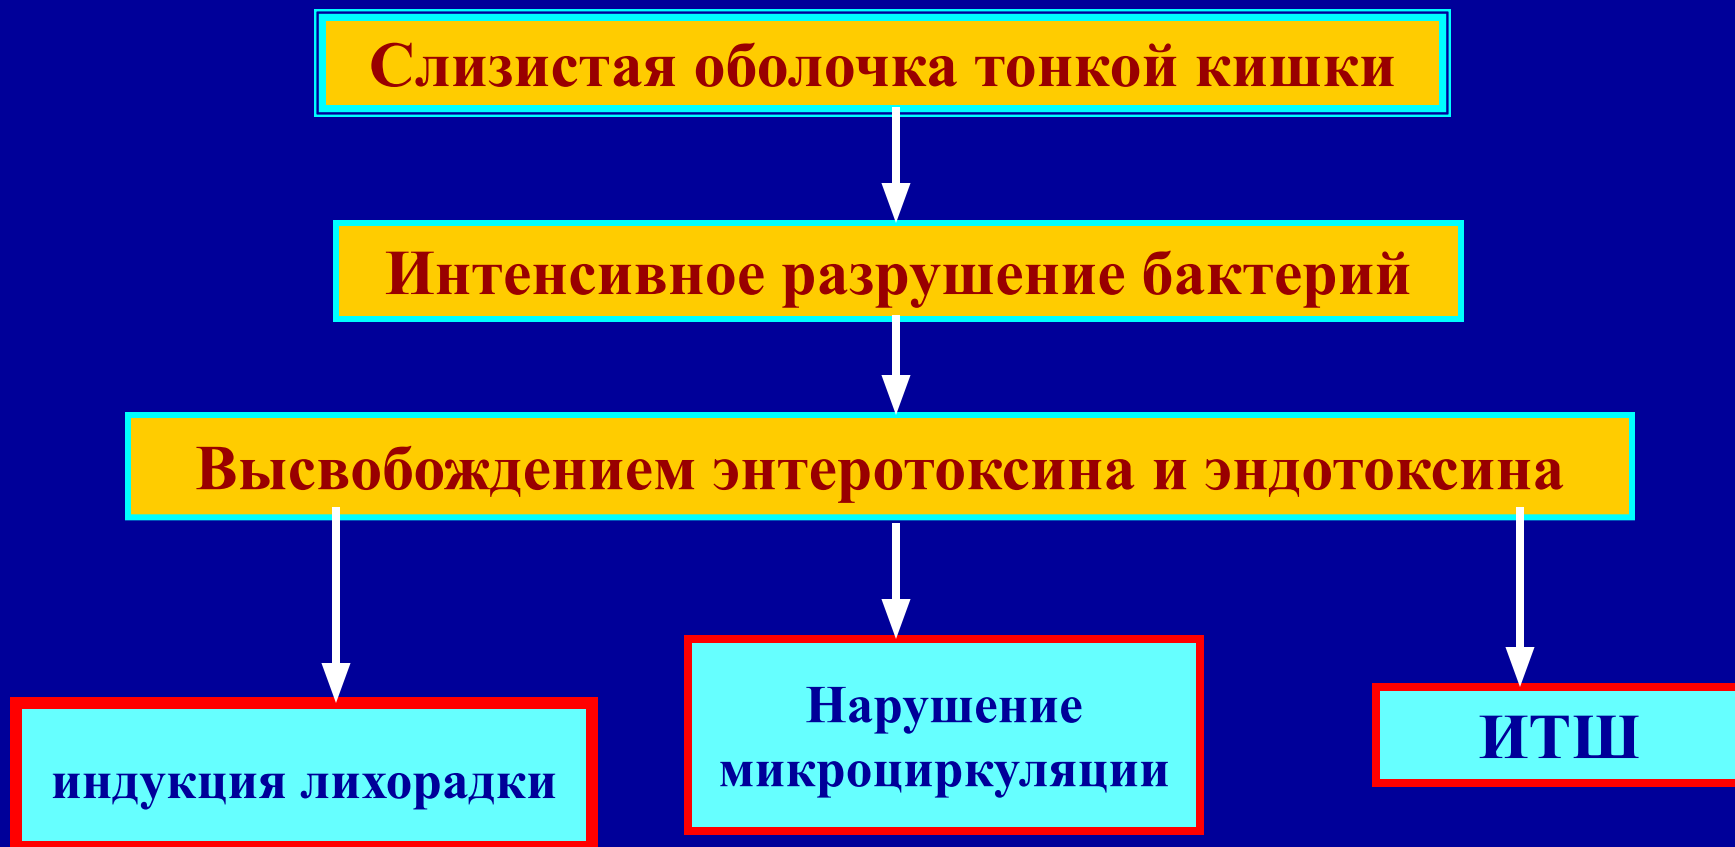 Слизистая оболочка тонкой кишки
Интенсивное разрушение бактерий
Высвобождением энтеротоксина и эндотоксина
индукция лихорадки
Нарушение
микроциркуляции
ИТШ